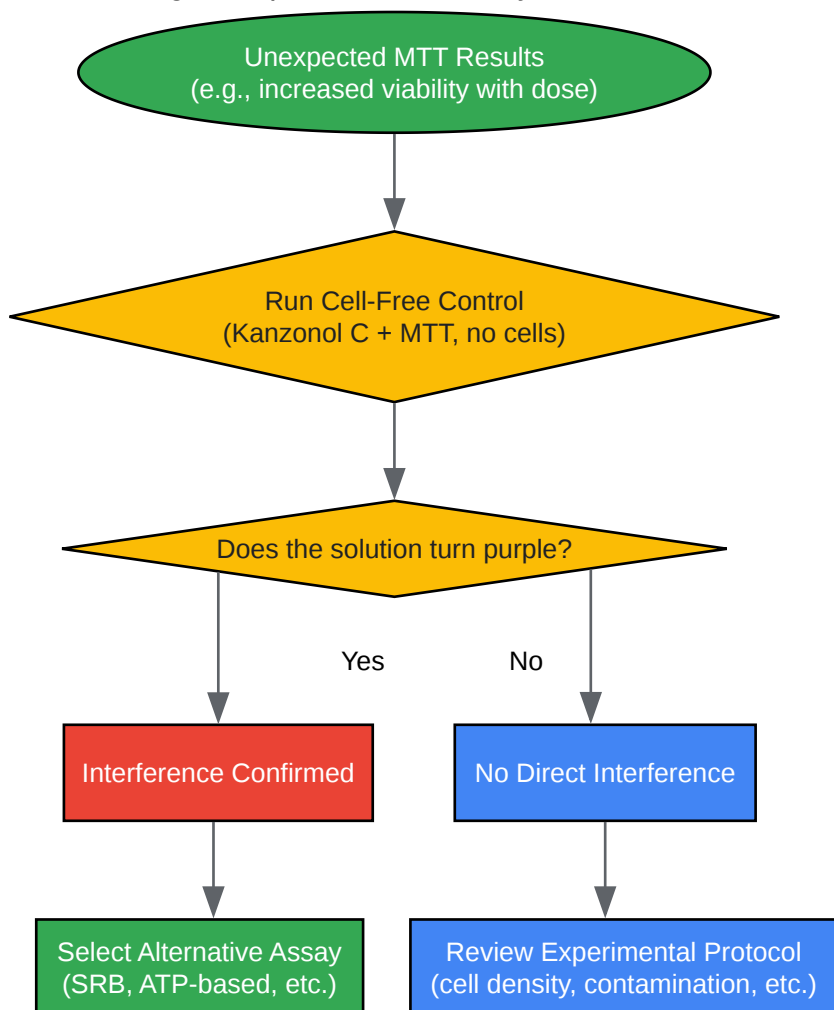 Unexpected MTT Results
(e.g., increased viability with dose)
Run Cell-Free Control
(Kanzonol C + MTT, no cells)
Does the solution turn purple?
Yes
No
Interference Confirmed
No Direct Interference
Select Alternative Assay
(SRB, ATP-based, etc.)
Review Experimental Protocol
(cell density, contamination, etc.)